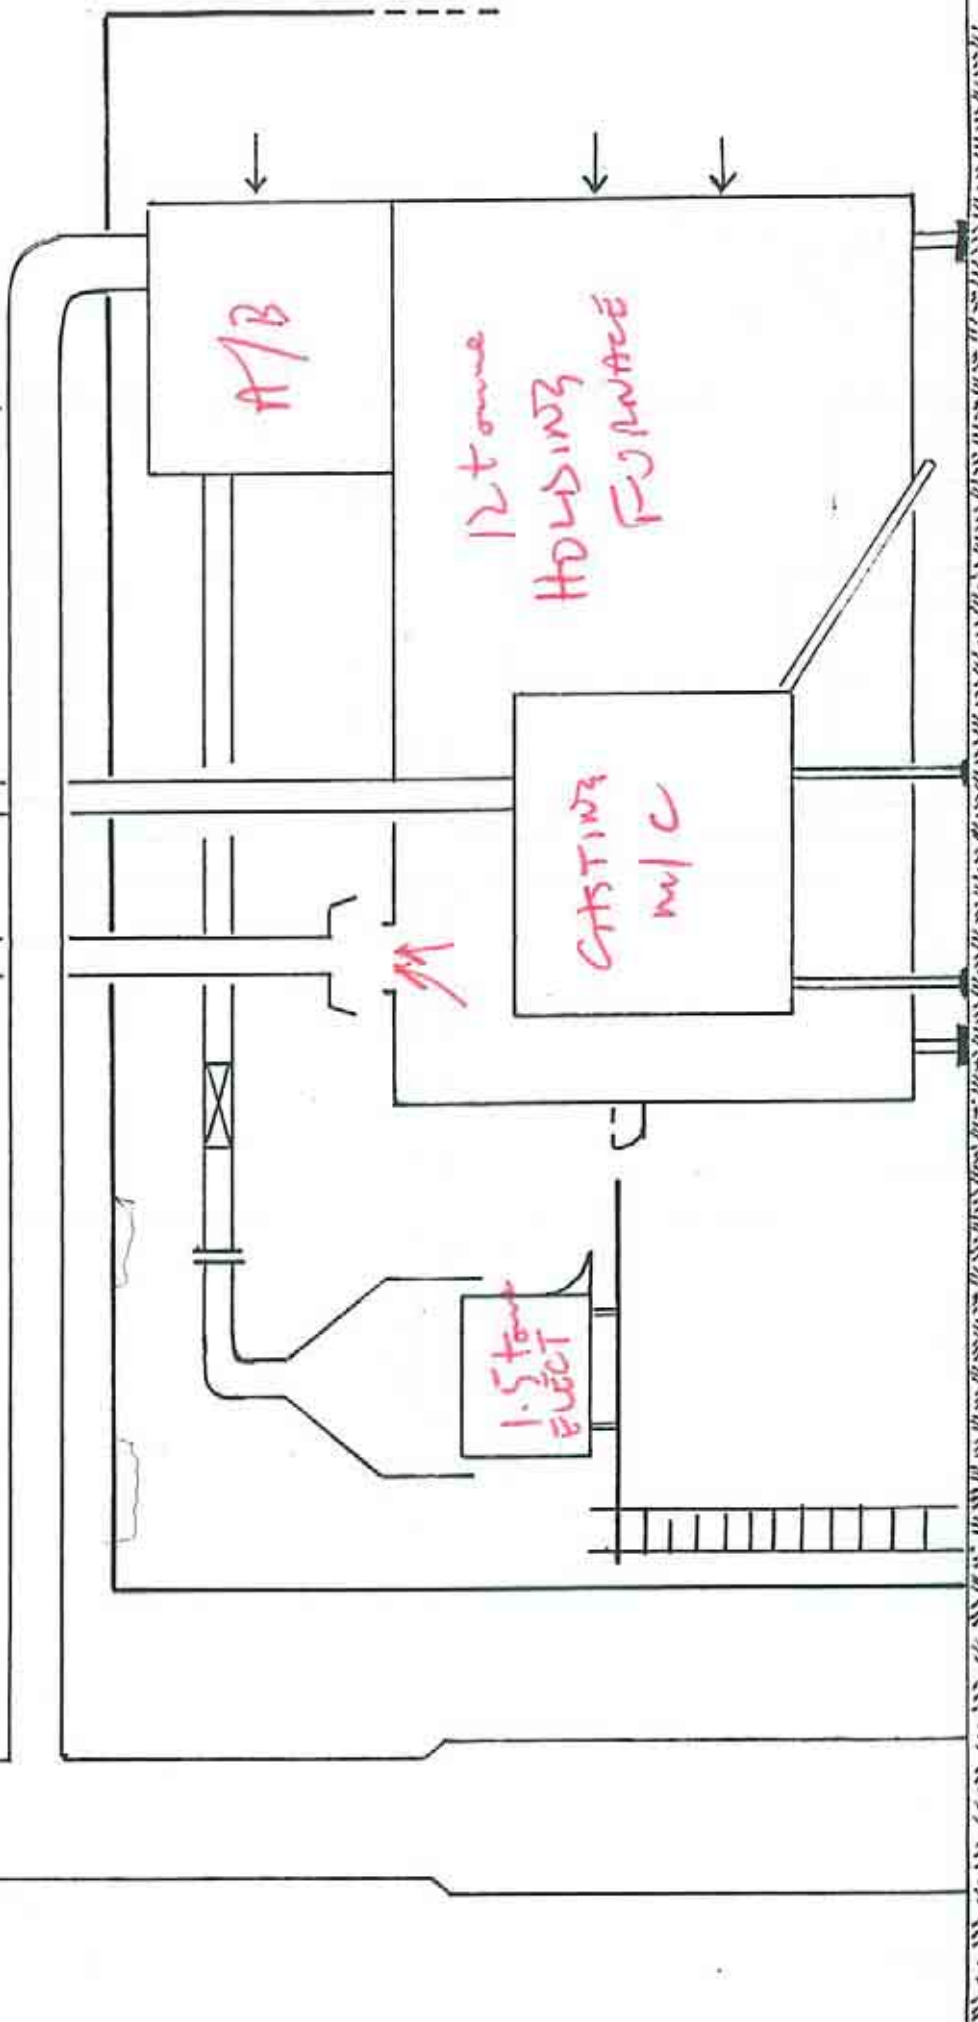 A/B
12 tonne
HOLDING
FURNACE
CASTING
M/C
1.5 tonne
ELECT